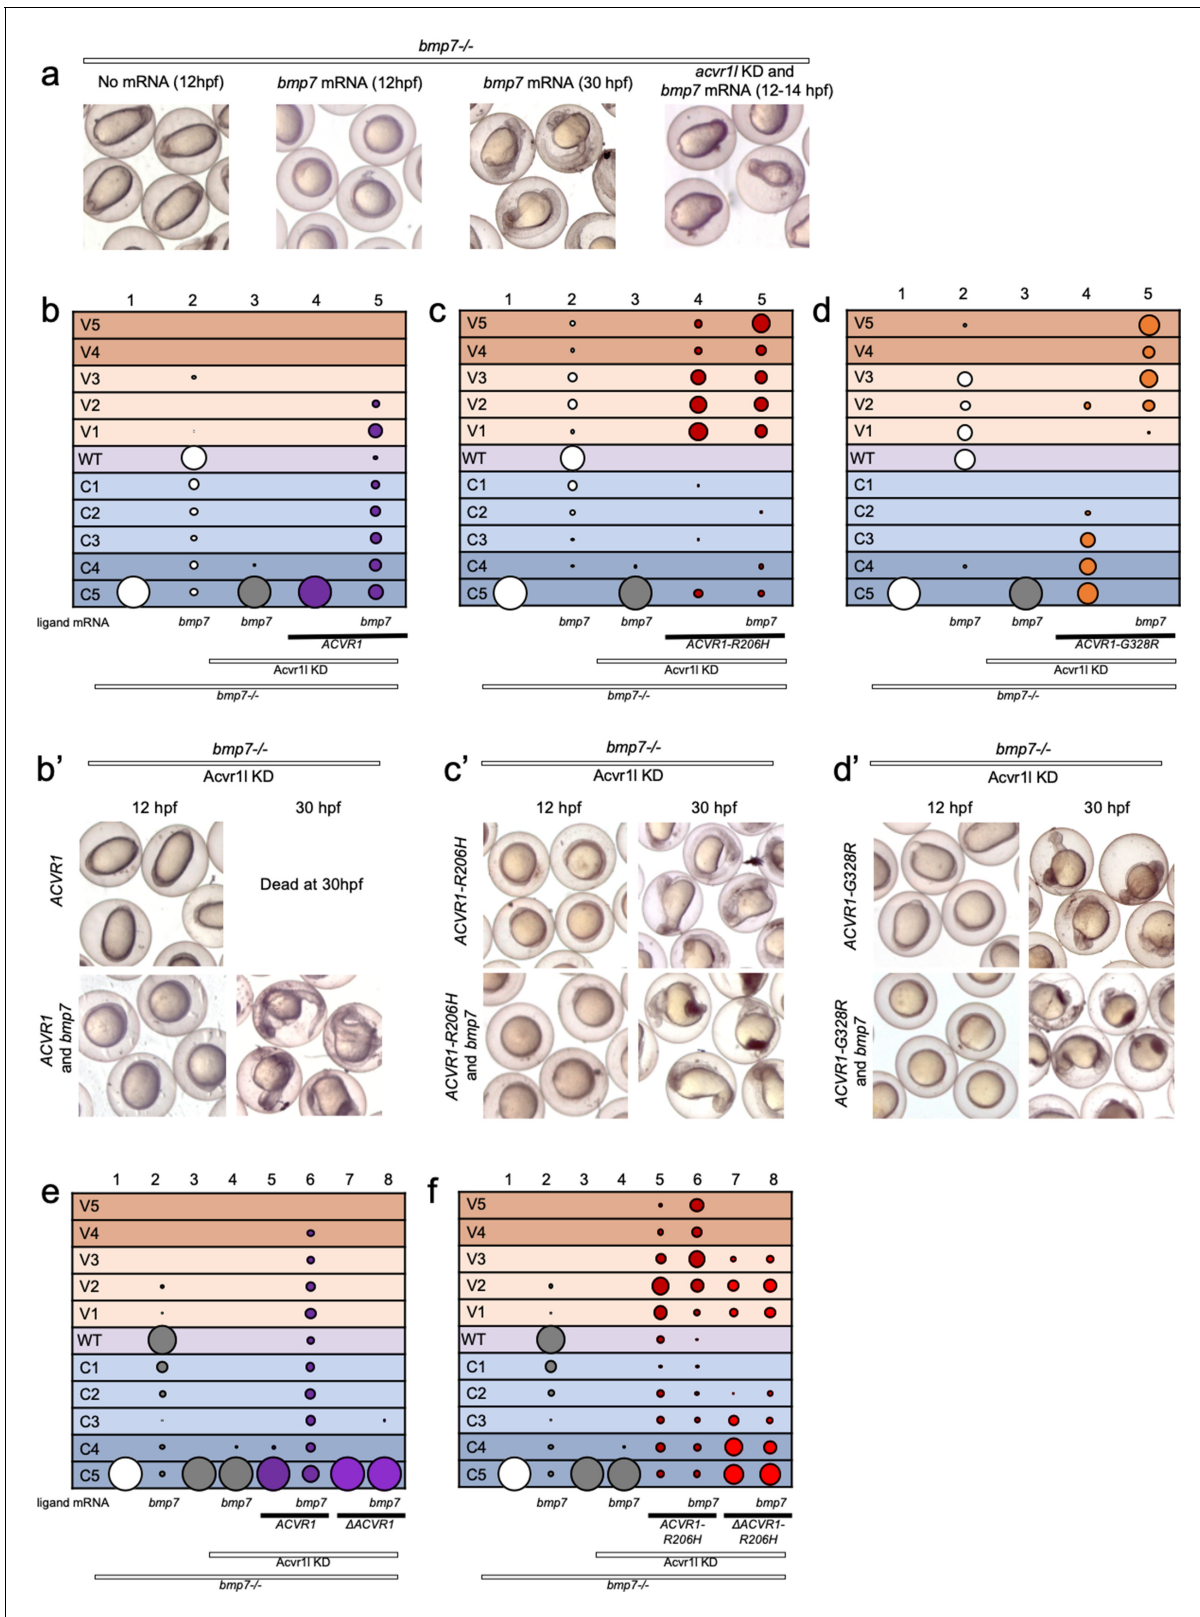 bmp7-/-
a
No mRNA (12hpf)
bmp7 mRNA (12hpf)
bmp7 mRNA (30 hpf)
acvr1l KD and
bmp7 mRNA (12-14 hpf)
b
1 2 3 4 5
V5
V4
V3
V2
V1
WT
C1
C2
C3
C4
C5
ligand mRNA bmp7 bmp7 bmp7
ACVR1
Acvr1l KD
bmp7-/-
c
1 2 3 4 5
V5
V4
V3
V2
V1
WT
C1
C2
C3
C4
C5
bmp7 bmp7 bmp7
ACVR1-R206H
Acvr1l KD
bmp7-/-
d
1 2 3 4 5
V5
V4
V3
V2
V1
WT
C1
C2
C3
C4
C5
bmp7 bmp7 bmp7
ACVR1-G328R
Acvr1l KD
bmp7-/-
b’
bmp7-/-
Acvr1l KD
12 hpf 30 hpf
ACVR1
Dead at 30hpf
ACVR1
and bmp7
c’
bmp7-/-
Acvr1l KD
12 hpf 30 hpf
ACVR1-R206H
ACVR1-R206H
and bmp7
d’
bmp7-/-
Acvr1l KD
12 hpf 30 hpf
ACVR1-G328R
ACVR1-G328R
and bmp7
e
1 2 3 4 5 6 7 8
V5
V4
V3
V2
V1
WT
C1
C2
C3
C4
C5
ligand mRNA bmp7 bmp7 bmp7 bmp7
ACVR1 ΔACVR1
Acvr1l KD
bmp7-/-
f
1 2 3 4 5 6 7 8
V5
V4
V3
V2
V1
WT
C1
C2
C3
C4
C5
bmp7 bmp7 bmp7 bmp7
ACVR1- ΔACVR1-
R206H R206H
Acvr1l KD
bmp7-/-